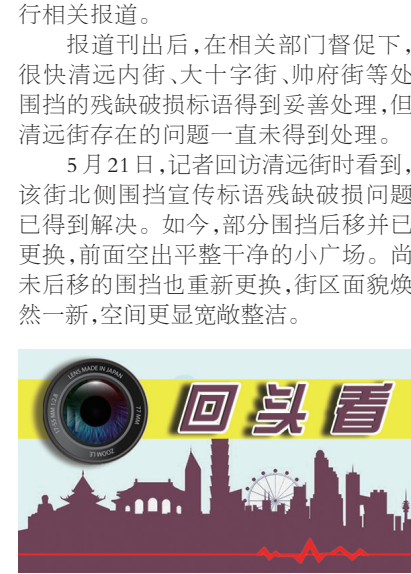 行相关报道。
报道刊出后,在相关部门督促下,
很快清远内街、大十字街、帅府街等处
围挡的残缺破损标语得到妥善处理,但
清远街存在的问题一直未得到处理。
5月21日,记者回访清远街时看到,
该街北侧围挡宣传标语残缺破损问题
已得到解决。如今,部分围挡后移并已
更换,前面空出平整干净的小广场。尚
未后移的围挡也重新更换,街区面貌焕
然一新,空间更显宽敞整洁。
回头看
LENS MADE IN JAPAN
77 MM
ZOOM LE